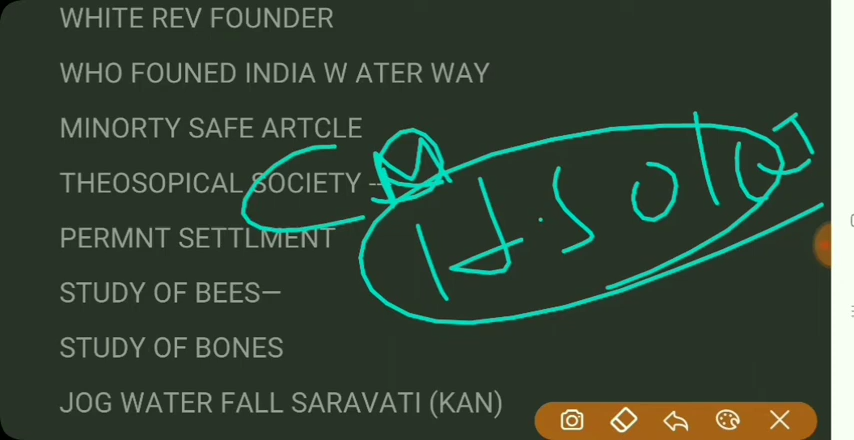 WHITE REV FOUNDER
WHO FOUNED INDIA W ATER WAY
MINORTY SAFE ARTCLE
THEOSOPICAL SOCIETY --
H.S olcot
PERMNT SETTLMENT
STUDY OF BEES—
STUDY OF BONES
JOG WATER FALL SARAVATI (KAN)